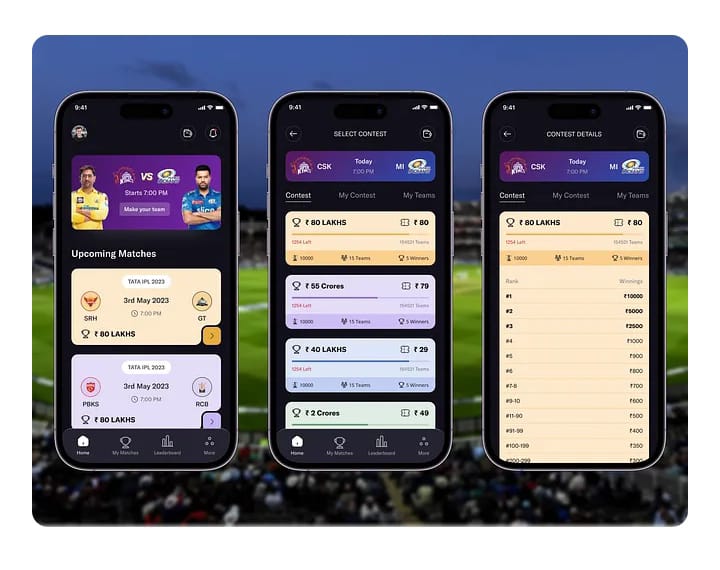 9:41
VS
Starts 7:00 PM
Make your team
Upcoming Matches
TATA IPL 2023
3rd May 2023
7:00 PM
SRH
GT
₹ 80 LAKHS
TATA IPL 2023
3rd May 2023
7:00 PM
PBKS
RCB
₹ 80 LAKHS
Home
My Matches
Leaderboard
More
9:41
SELECT CONTEST
CSK
Today
7:00 PM
MI
Contest
My Contest
My Teams
₹ 80 LAKHS
₹ 80
1254 Left
154521 Teams
10000
15 Teams
5 Winners
₹ 55 Crores
₹ 79
1254 Left
154521 Teams
10000
15 Teams
5 Winners
₹ 40 LAKHS
₹ 29
1254 Left
154521 Teams
10000
15 Teams
5 Winners
₹ 2 Crores
₹ 49
Home
My Matches
Leaderboard
More
9:41
CONTEST DETAILS
CSK
Today
7:00 PM
MI
Contest
My Contest
My Teams
₹ 80 LAKHS
₹ 80
1254 Left
154521 Teams
10000
15 Teams
5 Winners
Rank
Winnings
#1
₹10000
#2
₹5000
#3
₹2500
#4
₹1000
#5
₹900
#6
₹800
#7-8
₹700
#9-10
₹600
#11-90
₹500
#91-99
₹400
#100-199
₹350
#200-299
₹300